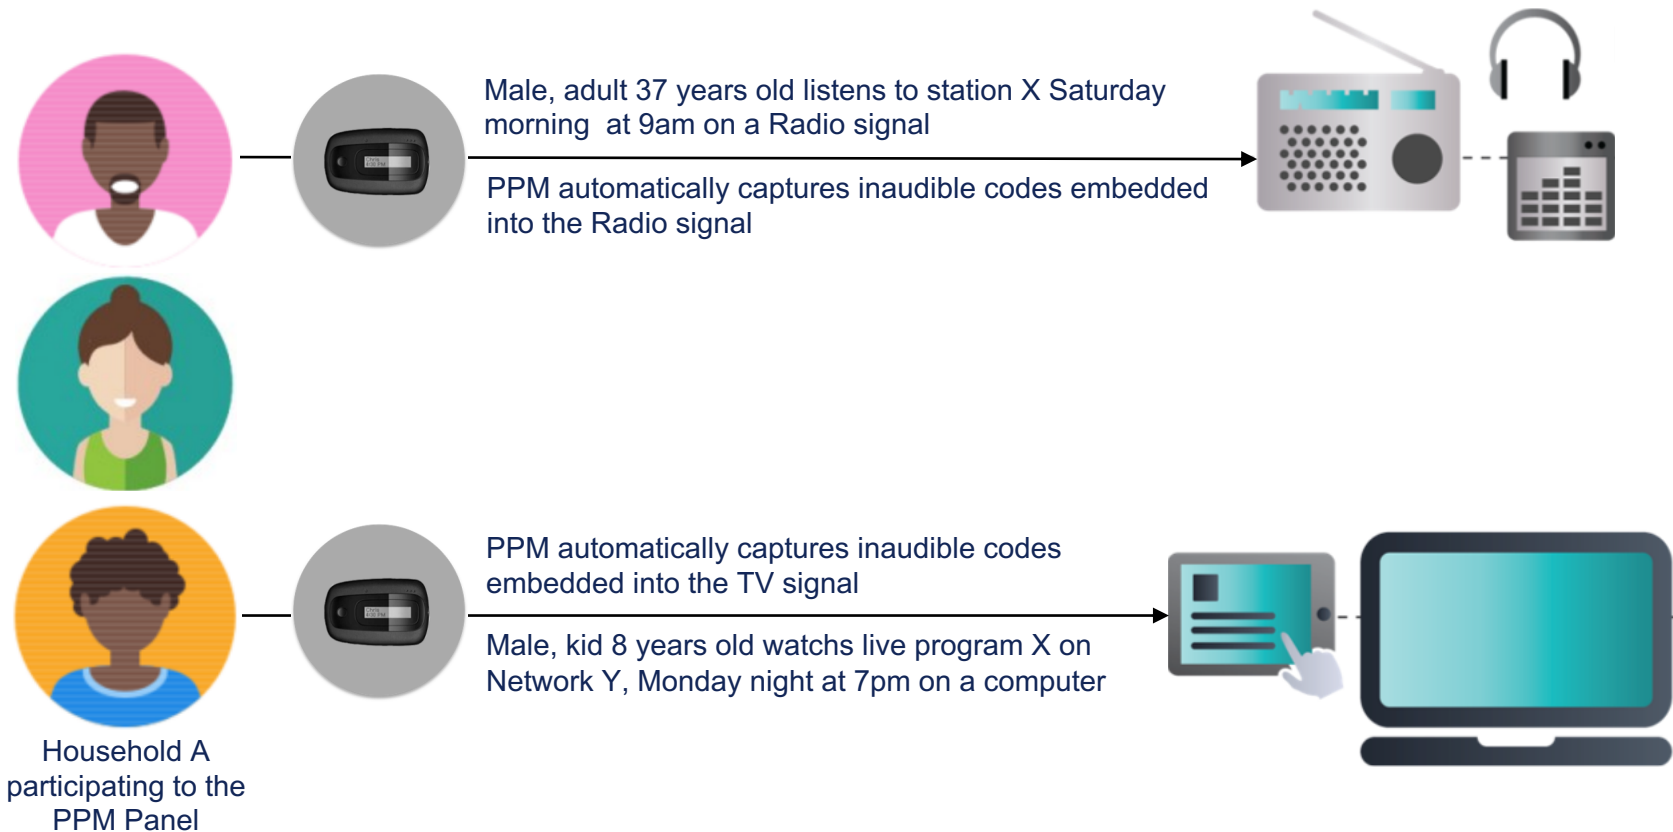 Male, adult 37 years old listens to station X Saturday
morning at 9am on a Radio signal
PPM automatically captures inaudible codes embedded
into the Radio signal
PPM automatically captures inaudible codes
embedded into the TV signal
Male, kid 8 years old watchs live program X on
Network Y, Monday night at 7pm on a computer
Household A
participating to the
PPM Panel